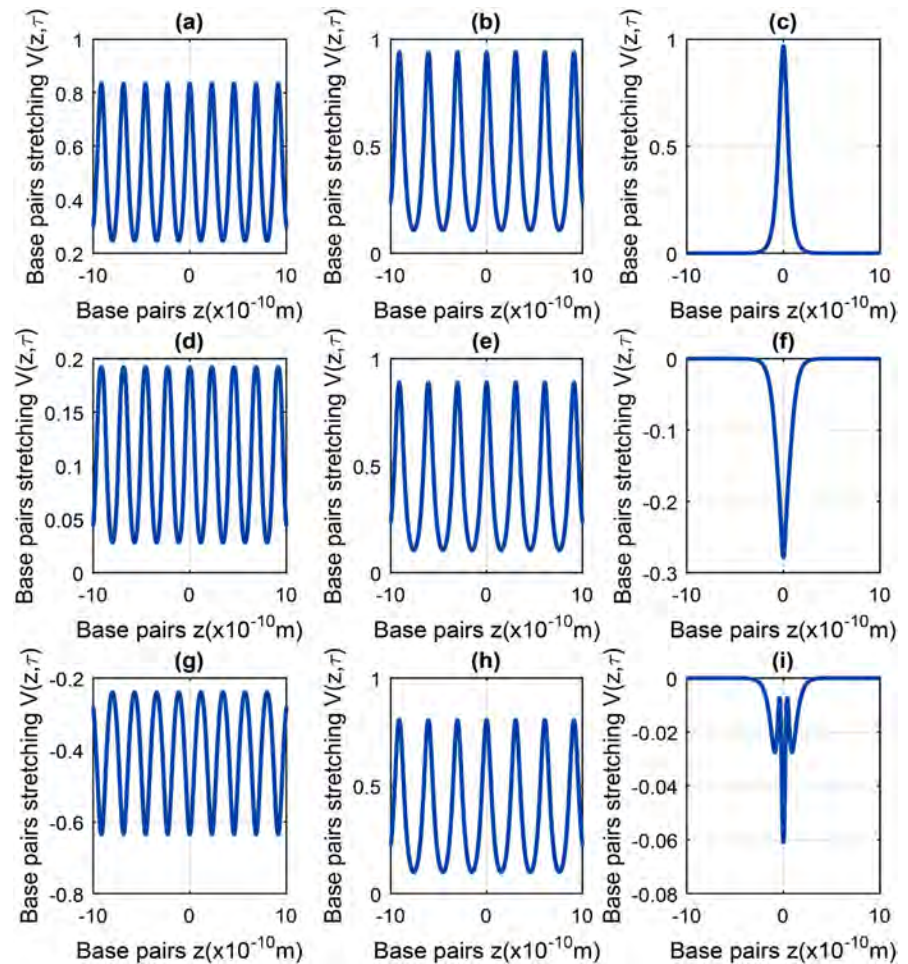 (a)
Base pairs stretching V(z,τ)
1
0.8
0.6
0.4
0.2
-10 0 10
Base pairs z(x10⁻¹⁰m)
(b)
Base pairs stretching V(z,τ)
1
0.5
0
-10 0 10
Base pairs z(x10⁻¹⁰m)
(c)
Base pairs stretching V(z,τ)
1
0.5
0
-10 0 10
Base pairs z(x10⁻¹⁰m)
(d)
Base pairs stretching V(z,τ)
0.2
0.15
0.1
0.05
0
-10 0 10
Base pairs z(x10⁻¹⁰m)
(e)
Base pairs stretching V(z,τ)
1
0.5
0
-10 0 10
Base pairs z(x10⁻¹⁰m)
(f)
Base pairs stretching V(z,τ)
0
-0.1
-0.2
-0.3
-10 0 10
Base pairs z(x10⁻¹⁰m)
(g)
Base pairs stretching V(z,τ)
-0.2
-0.4
-0.6
-0.8
-10 0 10
Base pairs z(x10⁻¹⁰m)
(h)
Base pairs stretching V(z,τ)
1
0.5
0
-10 0 10
Base pairs z(x10⁻¹⁰m)
(i)
Base pairs stretching V(z,τ)
0
-0.02
-0.04
-0.06
-0.08
-10 0 10
Base pairs z(x10⁻¹⁰m)